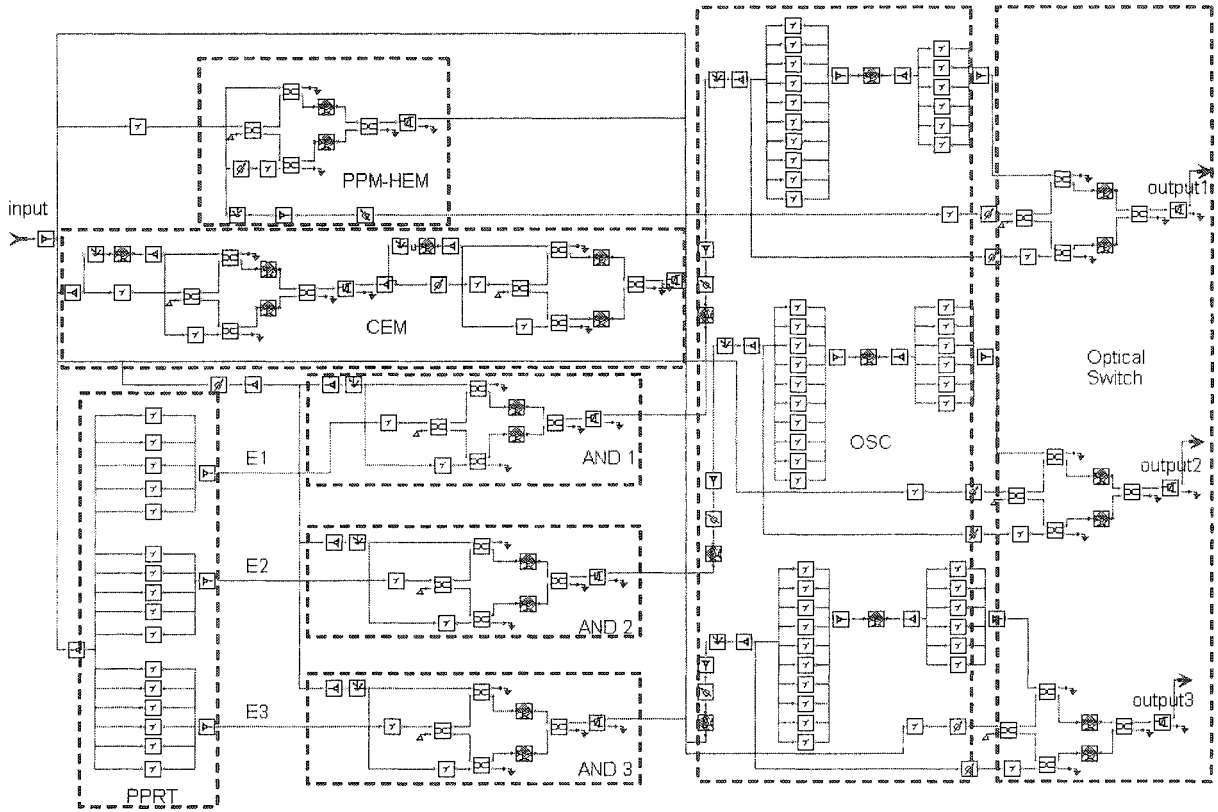 input
PPM-HEM
CEM
output1
Optical
Switch
OSC
output2
E1
AND 1
E2
AND 2
E3
AND 3
output3
PPRT